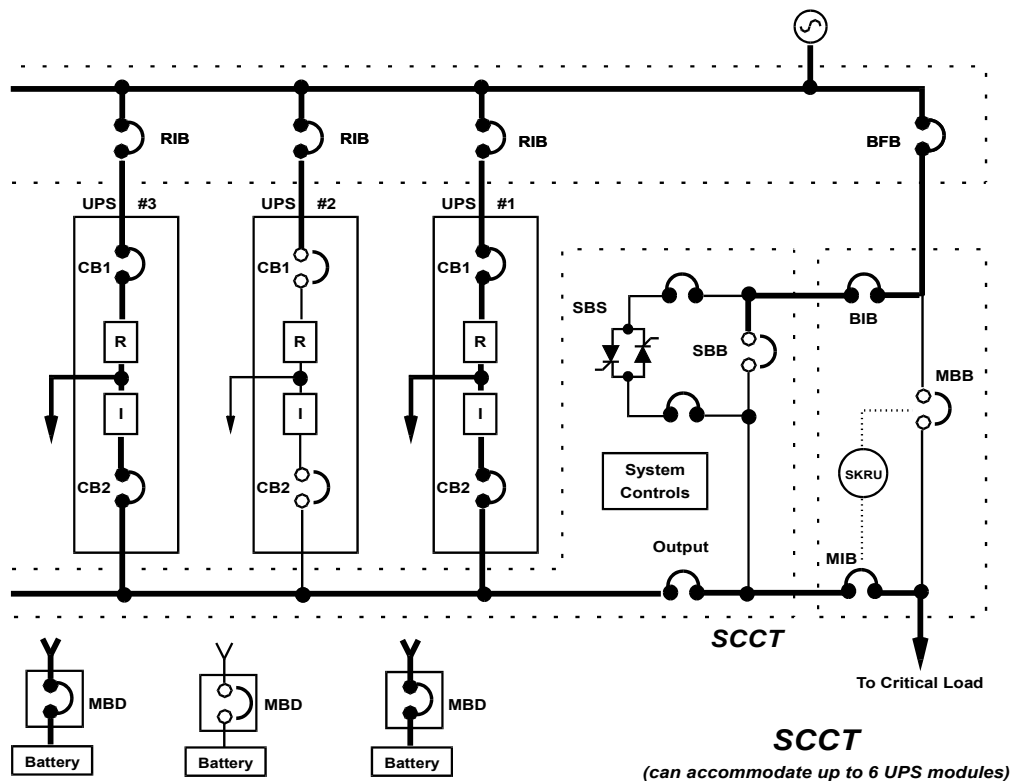 RIB
RIB
RIB
BFB
UPS #3
UPS #2
UPS #1
CB1
CB1
CB1
SBS
BIB
R
R
R
SBB
MBB
I
I
I
System
Controls
SKRU
CB2
CB2
CB2
Output
MIB
SCCT
To Critical Load
MBD
MBD
MBD
Battery
Battery
Battery
SCCT
(can accommodate up to 6 UPS modules)